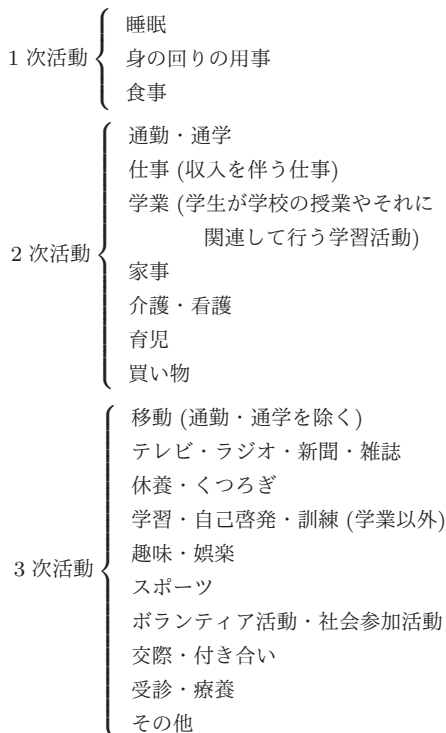 1 次活動
睡眠
身の回りの用事
食事
2 次活動
通勤・通学
仕事 (収入を伴う仕事)
学業 (学生が学校の授業やそれに
関連して行う学習活動)
家事
介護・看護
育児
買い物
3 次活動
移動 (通勤・通学を除く)
テレビ・ラジオ・新聞・雑誌
休養・くつろぎ
学習・自己啓発・訓練 (学業以外)
趣味・娯楽
スポーツ
ボランティア活動・社会参加活動
交際・付き合い
受診・療養
その他